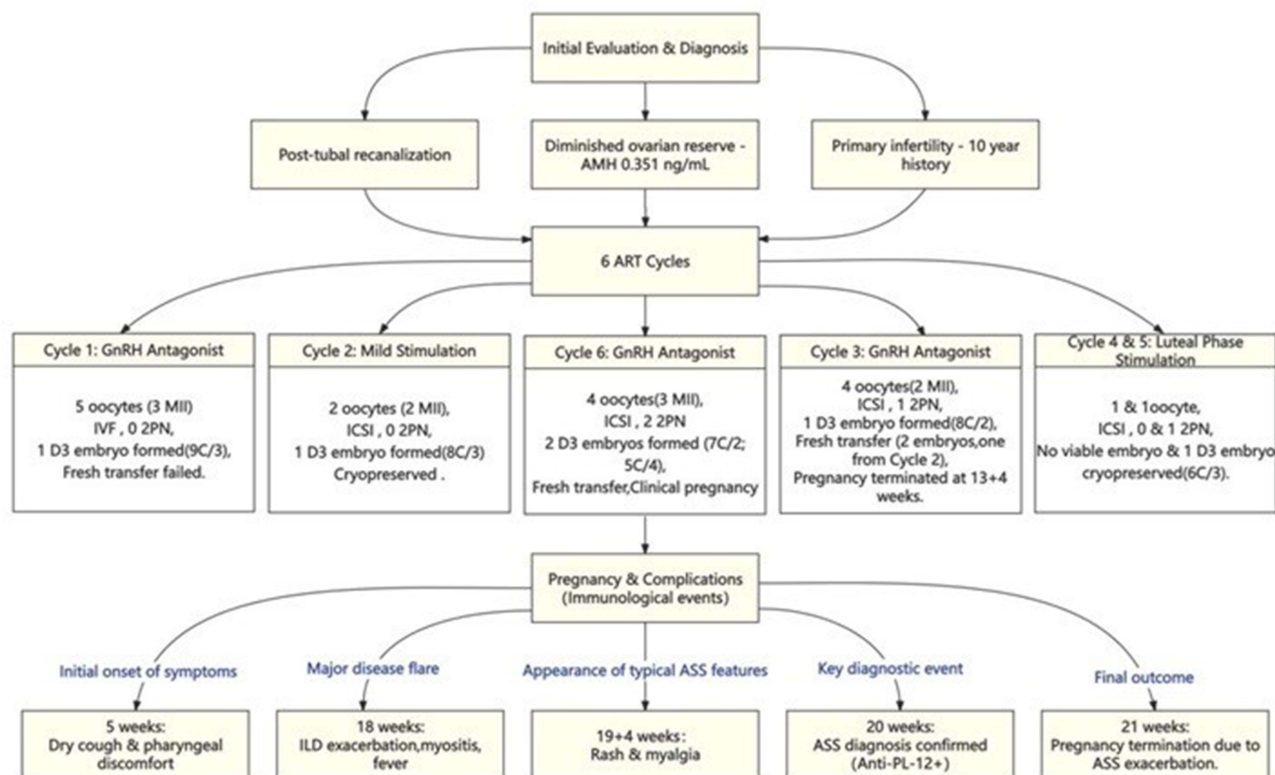 Initial Evaluation & Diagnosis
Post-tubal recanalization
Diminished ovarian reserve -
AMH 0.351 ng/mL
Primary infertility - 10 year
history
6 ART Cycles
Cycle 1: GnRH Antagonist
5 oocytes (3 MII)
IVF , 0 2PN,
1 D3 embryo formed(9C/3),
Fresh transfer failed.
Cycle 2: Mild Stimulation
2 oocytes (2 MII),
ICSI , 0 2PN,
1 D3 embryo formed(8C/3)
Cryopreserved .
Cycle 6: GnRH Antagonist
4 oocytes(3 MII),
ICSI , 2 2PN
2 D3 embryos formed (7C/2;
5C/4),
Fresh transfer,Clinical pregnancy
Cycle 3: GnRH Antagonist
4 oocytes(2 MII),
ICSI , 1 2PN,
1 D3 embryo formed(8C/2),
Fresh transfer (2 embryos,one
from Cycle 2),
Pregnancy terminated at 13+4
weeks.
Cycle 4 & 5: Luteal Phase
Stimulation
1 & 1oocyte,
ICSI , 0 & 1 2PN,
No viable embryo & 1 D3 embryo
cryopreserved(6C/3).
Pregnancy & Complications
(Immunological events)
Initial onset of symptoms
Major disease flare
Appearance of typical ASS features
Key diagnostic event
Final outcome
5 weeks:
Dry cough & pharyngeal
discomfort
18 weeks:
ILD exacerbation,myositis,
fever
19+4 weeks:
Rash & myalgia
20 weeks:
ASS diagnosis confirmed
(Anti-PL-12+)
21 weeks:
Pregnancy termination due to
ASS exacerbation.